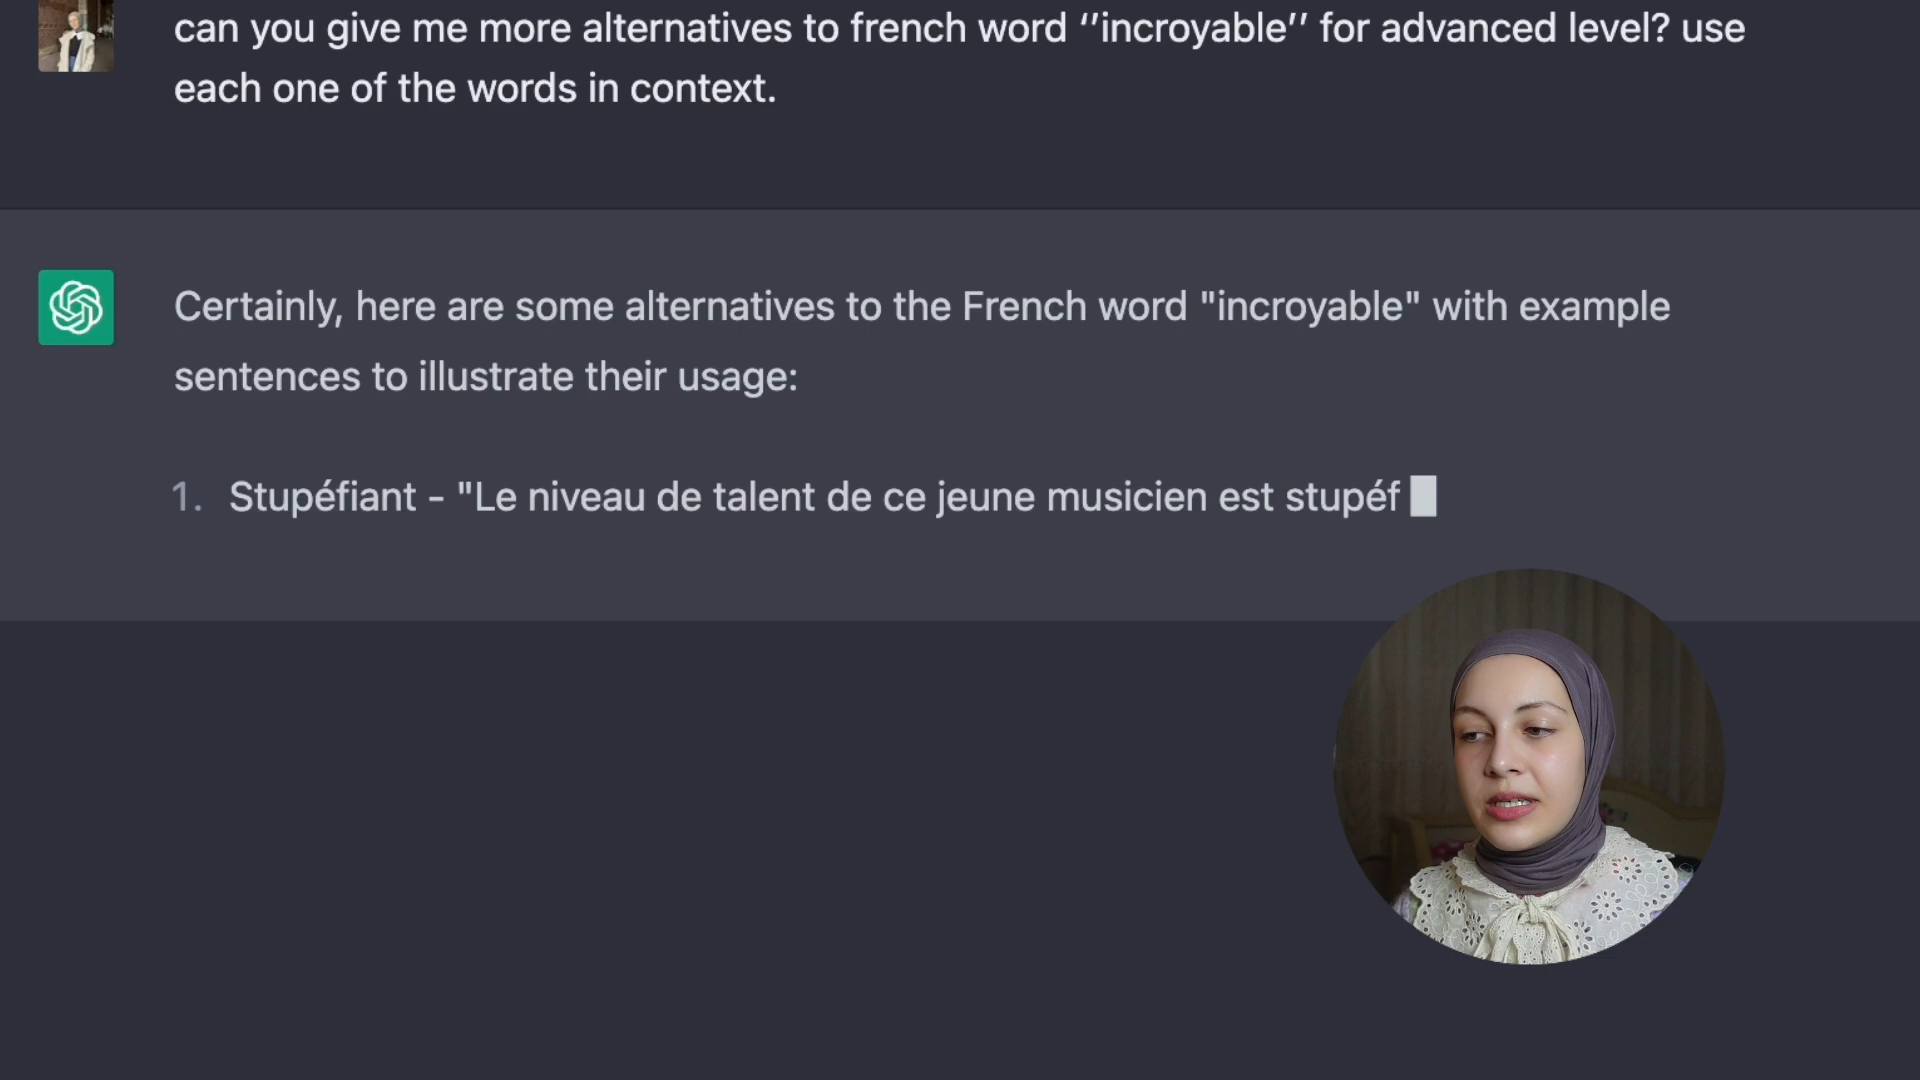 can you give me more alternatives to french word ‘’incroyable’’ for advanced level? use
each one of the words in context.
Certainly, here are some alternatives to the French word "incroyable" with example
sentences to illustrate their usage:
1. Stupéfiant - "Le niveau de talent de ce jeune musicien est stupéf